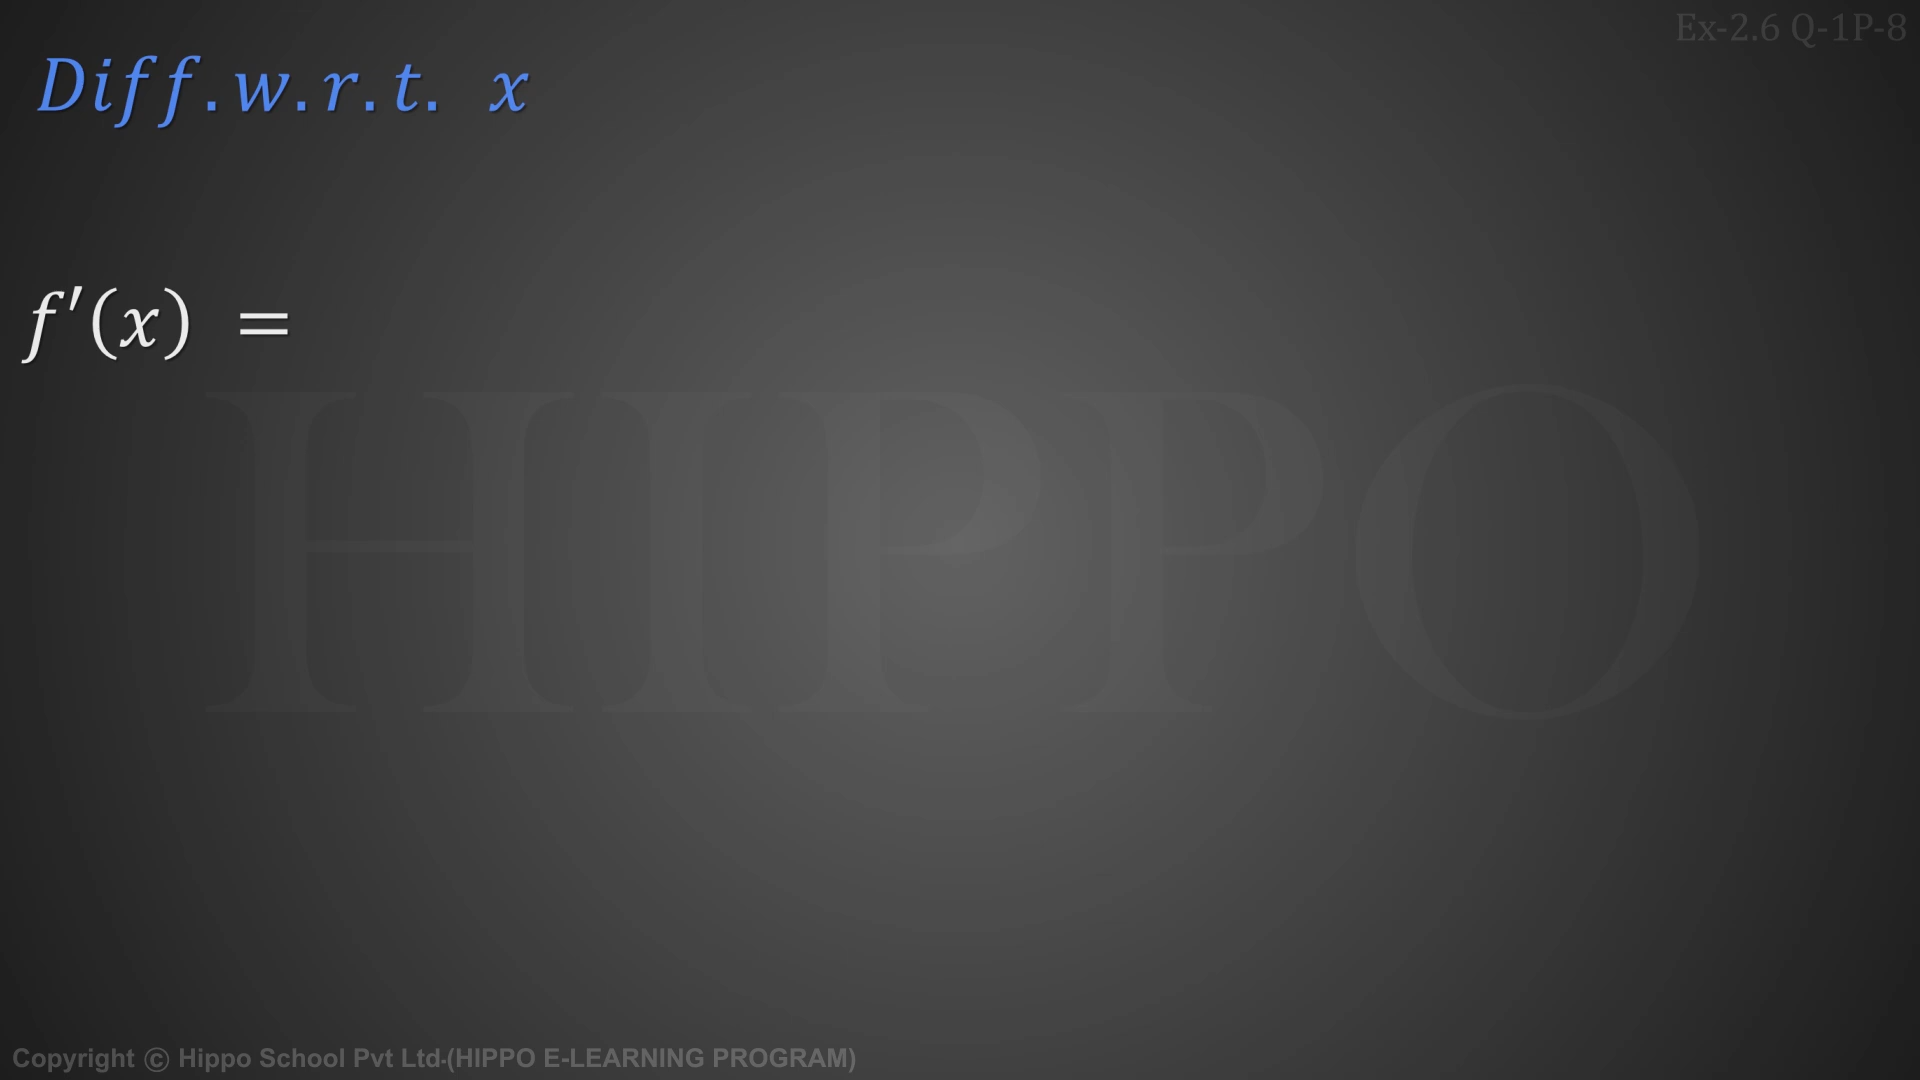 Ex-2.6 Q-1P-8
Diff.w.r.t. x
f′(x) =
HIPPO
Copyright © Hippo School Pvt Ltd.(HIPPO E-LEARNING PROGRAM)